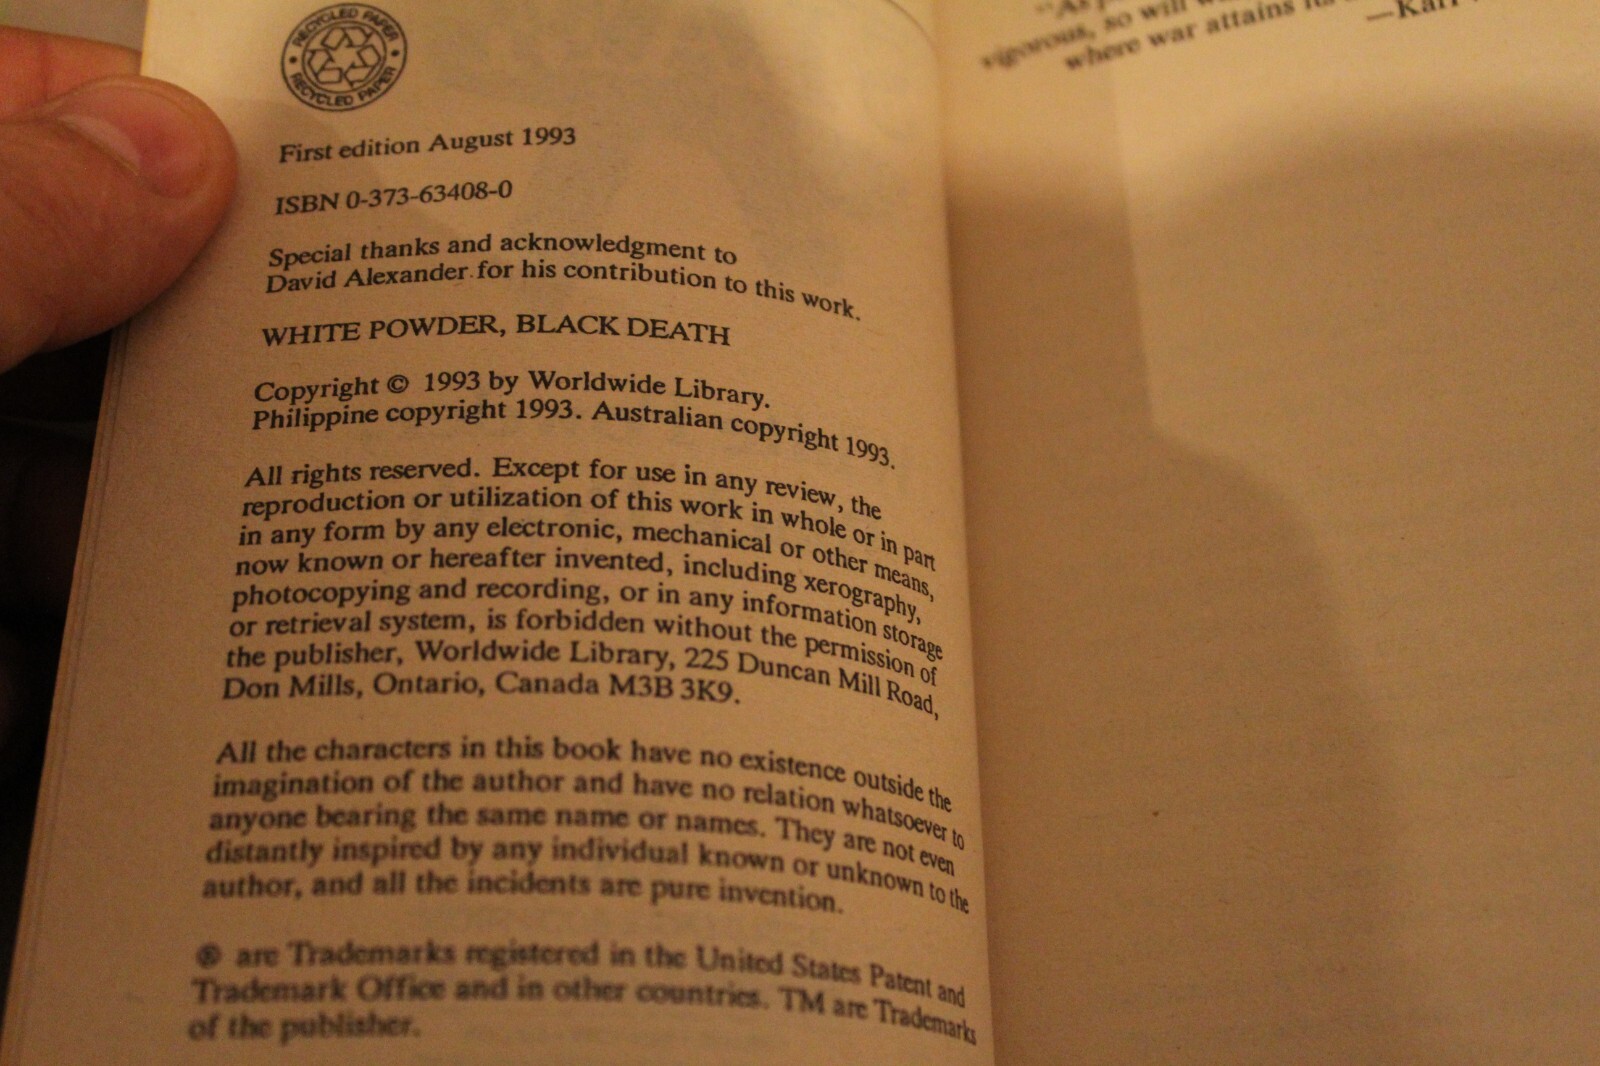 RECYCLED PAPER
RECYCLED PAPER
First edition August 1993
ISBN 0-373-63408-0
Special thanks and acknowledgment to
David Alexander for his contribution to this work.
WHITE POWDER, BLACK DEATH
Copyright © 1993 by Worldwide Library.
Philippine copyright 1993. Australian copyright 1993.
All rights reserved. Except for use in any review, the
reproduction or utilization of this work in whole or in part
in any form by any electronic, mechanical or other means,
now known or hereafter invented, including xerography,
photocopying and recording, or in any information storage
or retrieval system, is forbidden without the permission of
the publisher, Worldwide Library, 225 Duncan Mill Road,
Don Mills, Ontario, Canada M3B 3K9.
All the characters in this book have no existence outside the
imagination of the author and have no relation whatsoever to
anyone bearing the same name or names. They are not even
distantly inspired by any individual known or unknown to the
author, and all the incidents are pure invention.
® are Trademarks registered in the United States Patent and
Trademark Office and in other countries. TM are Trademarks
of the publisher.
"As
vigorous, so will
where war attains its
—Karl